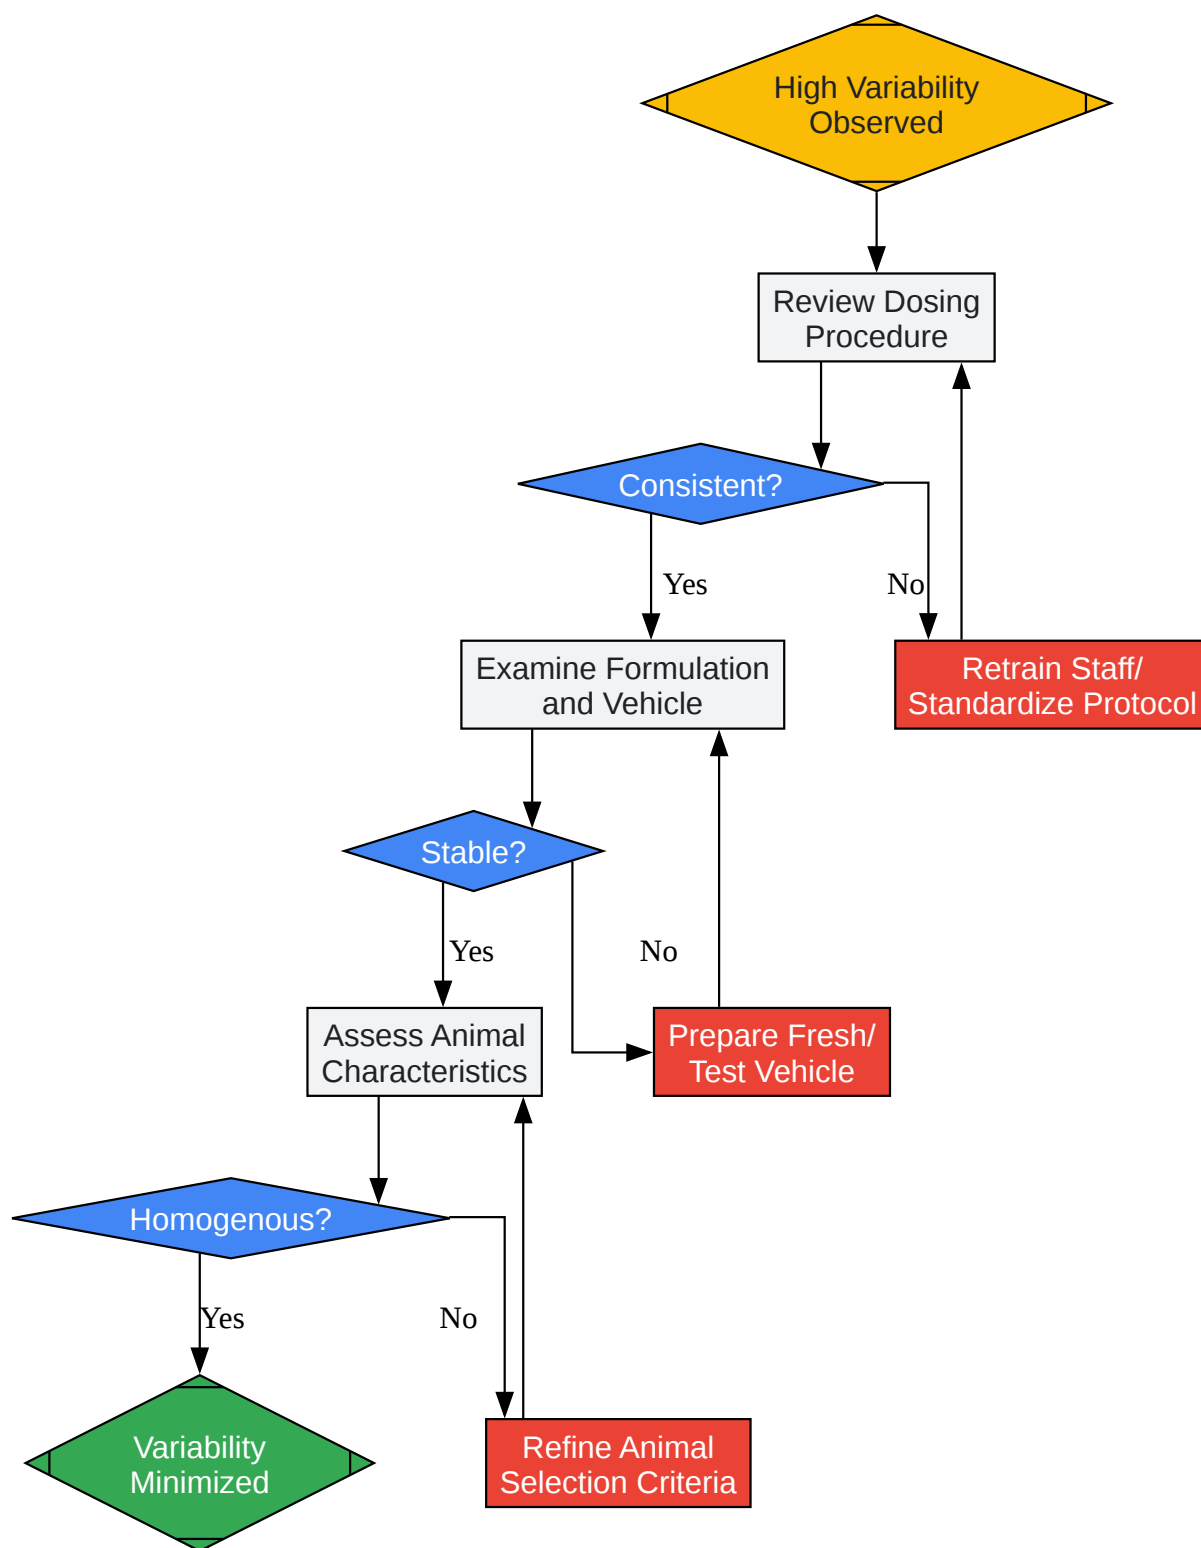 High Variability
Observed
Review Dosing
Procedure
Consistent?
Yes
No
Examine Formulation
and Vehicle
Retrain Staff/
Standardize Protocol
Stable?
Yes
No
Assess Animal
Characteristics
Prepare Fresh/
Test Vehicle
Homogenous?
Yes
No
Variability
Minimized
Refine Animal
Selection Criteria